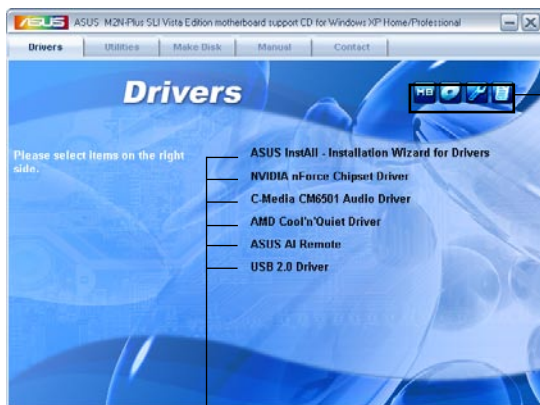 ASUS M2N-Plus SLI Vista Edition motherboard support CD for Windows XP Home/Professional
Drivers Utilities Make Disk Manual Contact
Drivers
MB
Please select items on the right
side.
ASUS InstAll - Installation Wizard for Drivers
NVIDIA nForce Chipset Driver
C-Media CM6501 Audio Driver
AMD Cool'n'Quiet Driver
ASUS AI Remote
USB 2.0 Driver